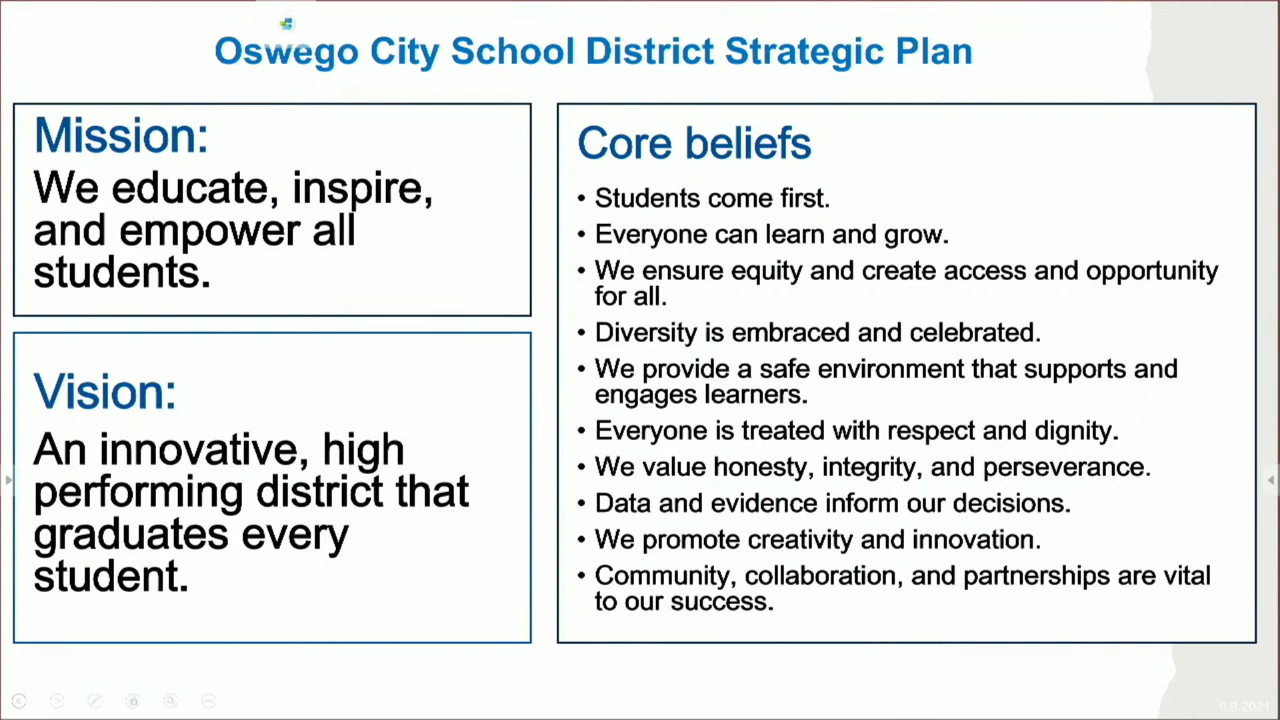 Oswego City School District Strategic Plan
Mission:
We educate, inspire,
and empower all
students.
Vision:
An innovative, high
performing district that
graduates every
student.
Core beliefs
• Students come first.
• Everyone can learn and grow.
• We ensure equity and create access and opportunity
for all.
• Diversity is embraced and celebrated.
• We provide a safe environment that supports and
engages learners.
• Everyone is treated with respect and dignity.
• We value honesty, integrity, and perseverance.
• Data and evidence inform our decisions.
• We promote creativity and innovation.
• Community, collaboration, and partnerships are vital
to our success.